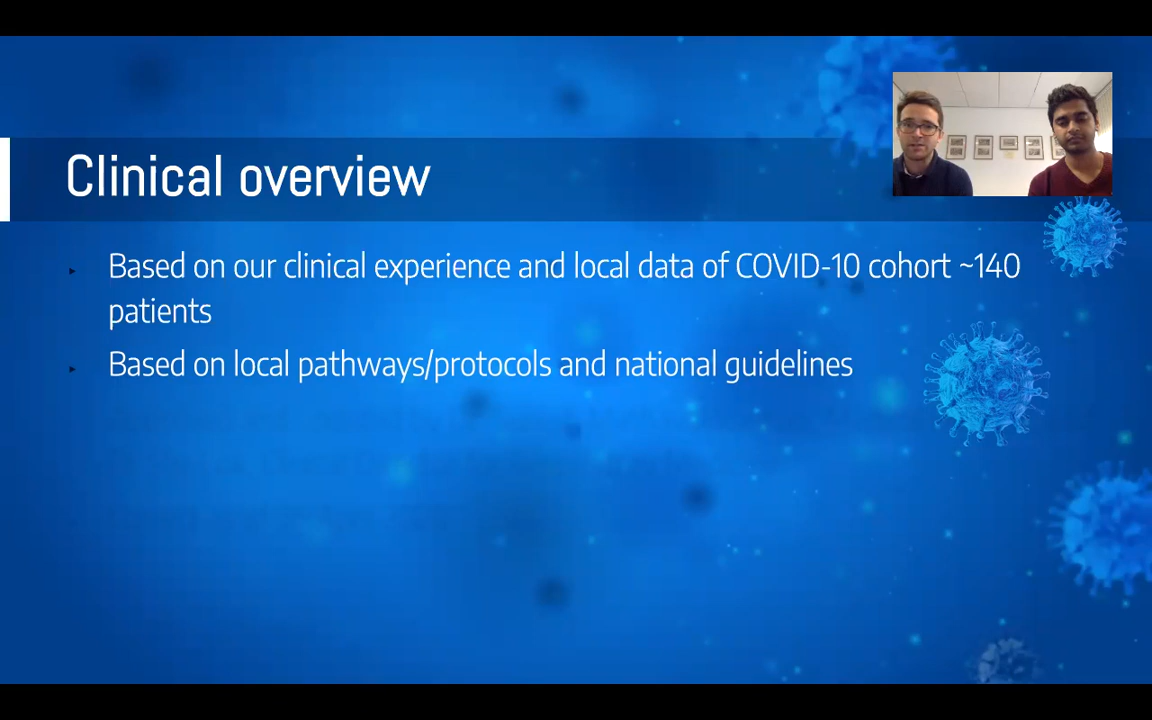 Clinical overview
Based on our clinical experience and local data of COVID-10 cohort ~140
patients
Based on local pathways/protocols and national guidelines